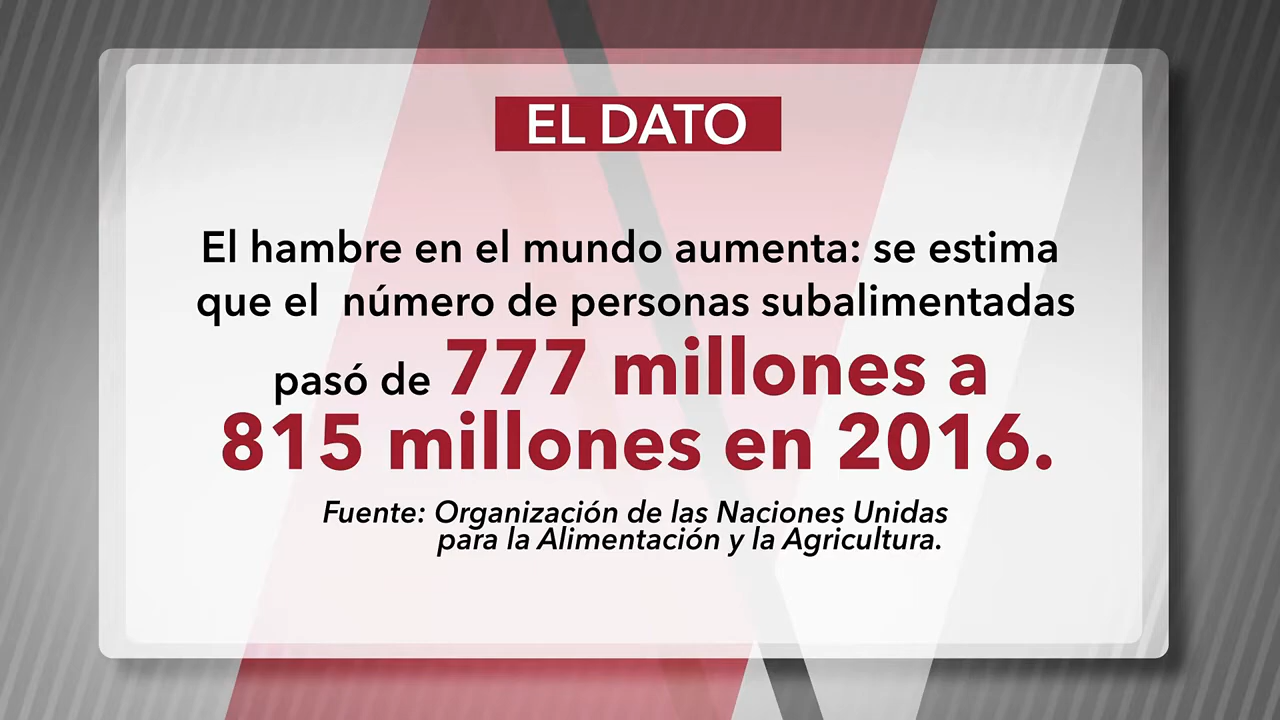 EL DATO
El hambre en el mundo aumenta: se estima
que el  número de personas subalimentadas
pasó de 777 millones a
815 millones en 2016.
Fuente: Organización de las Naciones Unidas
para la Alimentación y la Agricultura.